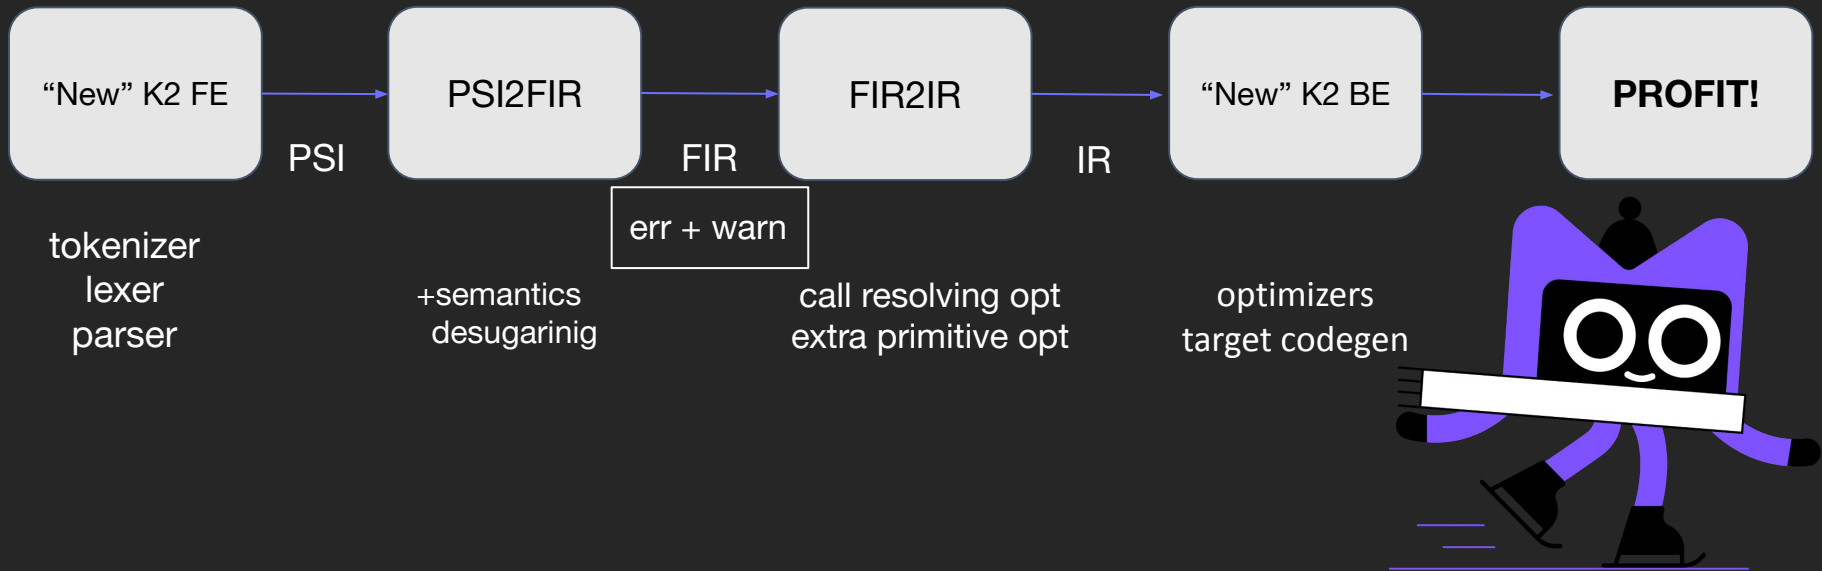 “New” K2 FE
PSI2FIR
FIR2IR
“New” K2 BE
PROFIT!
PSI
FIR
IR
err + warn
tokenizer
lexer
parser
+semantics
desugarinig
call resolving opt
extra primitive opt
optimizers
target codegen